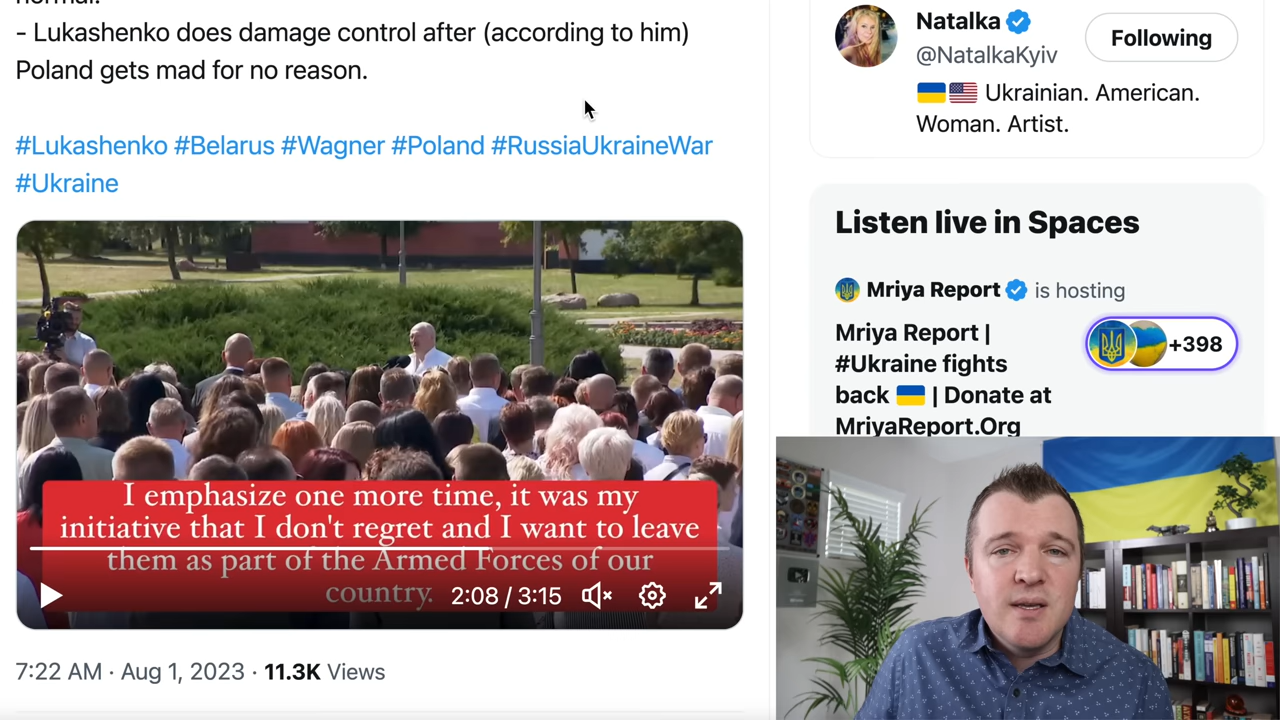 normal.
- Lukashenko does damage control after (according to him)
Poland gets mad for no reason.
#Lukashenko #Belarus #Wagner #Poland #RussiaUkraineWar
#Ukraine
I emphasize one more time, it was my
initiative that I don't regret and I want to leave
them as part of the Armed Forces of our
country.
2:08 / 3:15
7:22 AM · Aug 1, 2023 · 11.3K Views
Natalka
@NatalkaKyiv
Following
🇺🇦🇺🇸 Ukrainian. American.
Woman. Artist.
Listen live in Spaces
Mriya Report is hosting
Mriya Report |
#Ukraine fights
back 🇺🇦 | Donate at
MriyaReport.Org
+398